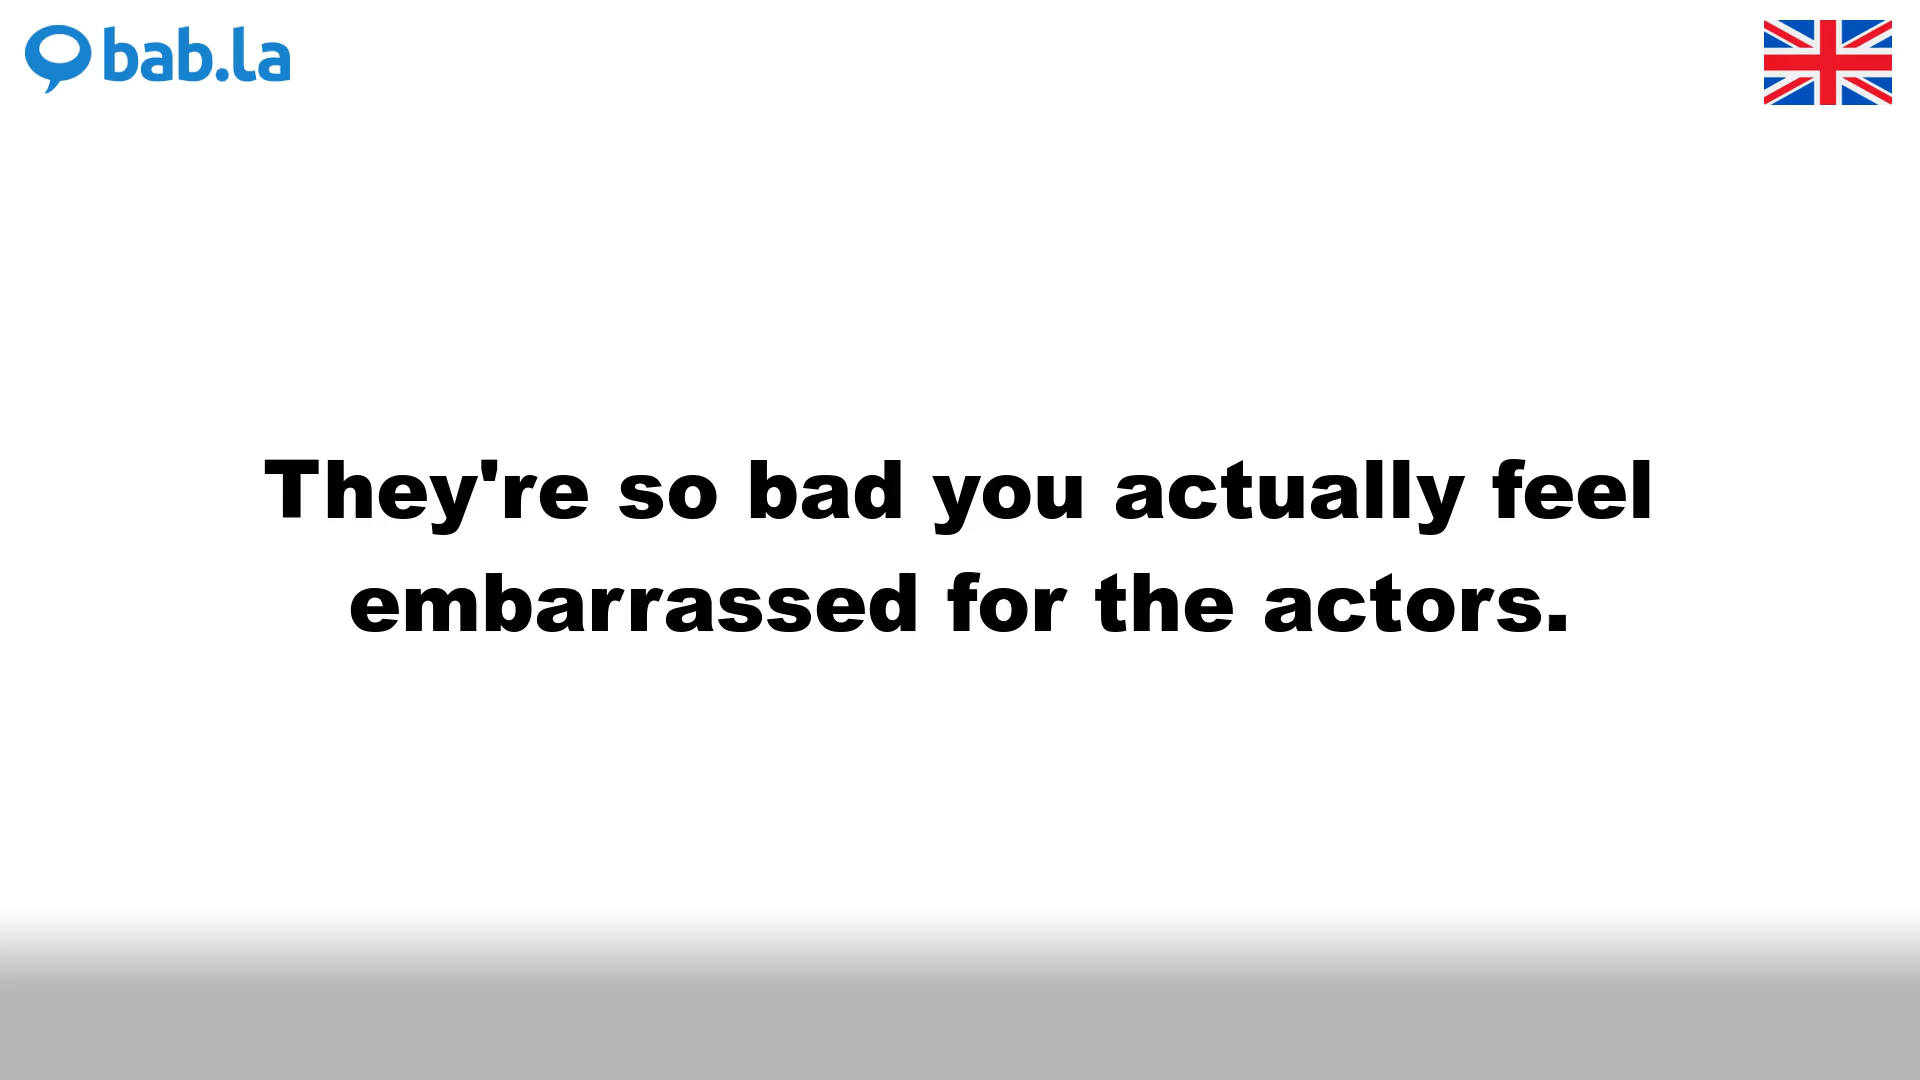 bab.la
They're so bad you actually feel
embarrassed for the actors.